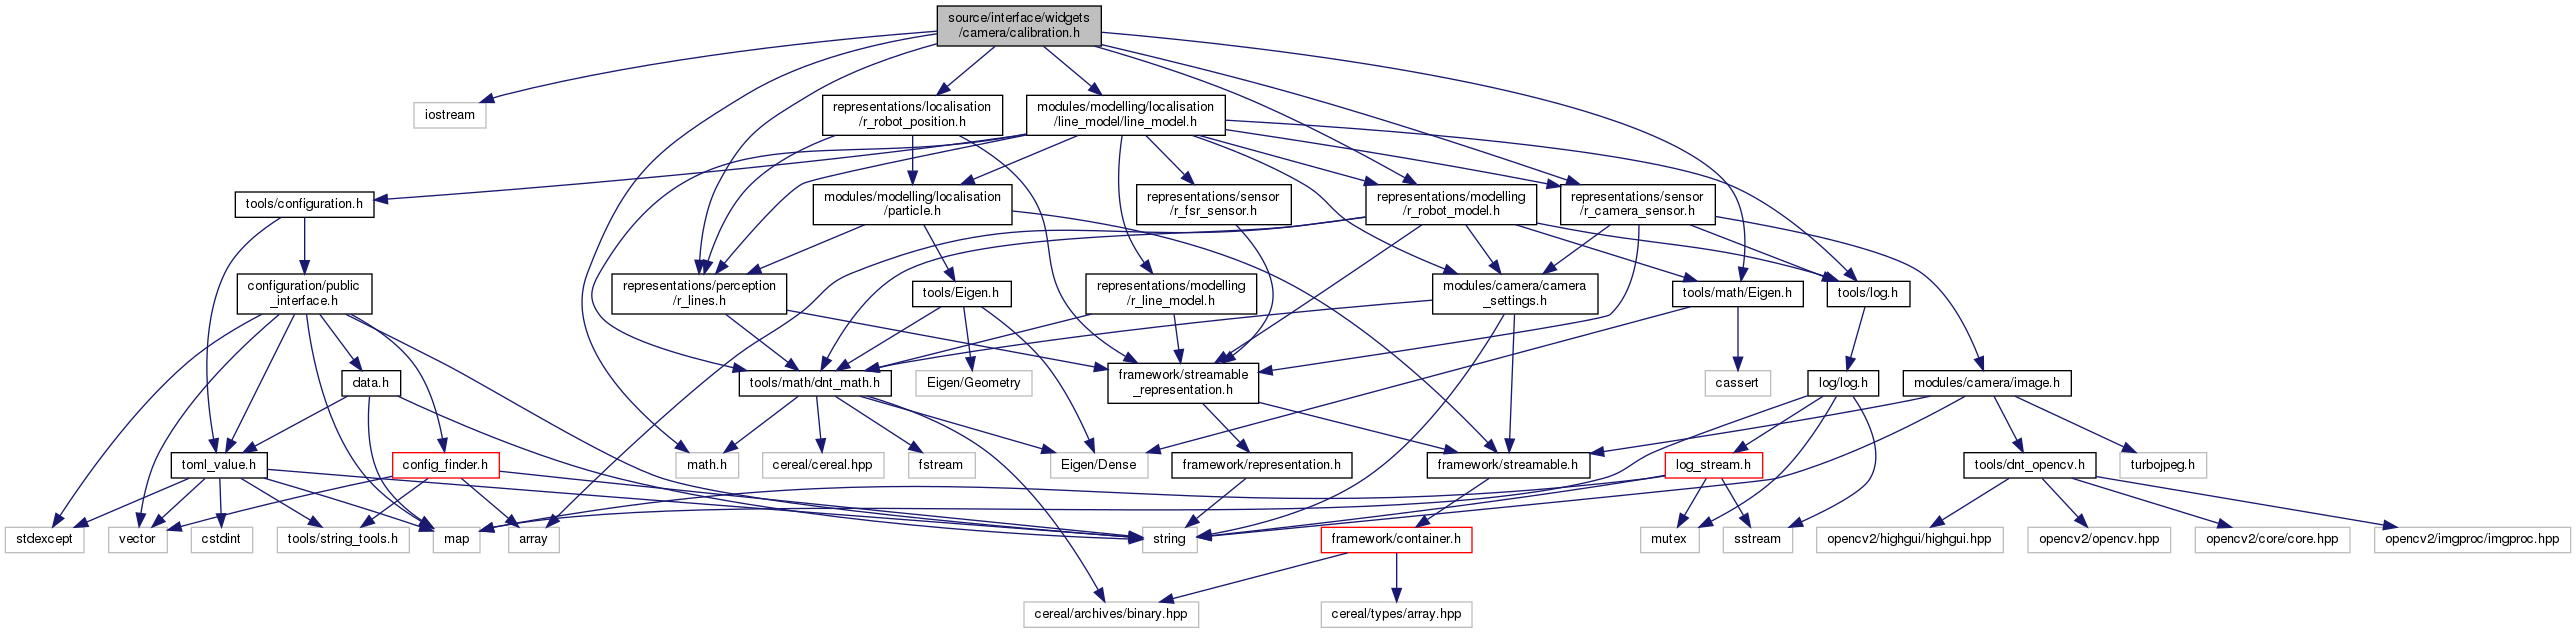 source/interface/widgets
/camera/calibration.h
iostream
representations/localisation
/r_robot_position.h
modules/modelling/localisation
/line_model/line_model.h
tools/configuration.h
modules/modelling/localisation
/particle.h
representations/sensor
/r_fsr_sensor.h
representations/modelling
/r_robot_model.h
representations/sensor
/r_camera_sensor.h
configuration/public
_interface.h
representations/perception
/r_lines.h
tools/Eigen.h
representations/modelling
/r_line_model.h
modules/camera/camera
_settings.h
tools/math/Eigen.h
tools/log.h
data.h
tools/math/dnt_math.h
Eigen/Geometry
framework/streamable
_representation.h
cassert
log/log.h
modules/camera/image.h
toml_value.h
config_finder.h
math.h
cereal/cereal.hpp
fstream
Eigen/Dense
framework/representation.h
framework/streamable.h
log_stream.h
tools/dnt_opencv.h
turbojpeg.h
stdexcept
vector
cstdint
tools/string_tools.h
map
array
string
framework/container.h
mutex
sstream
opencv2/highgui/highgui.hpp
opencv2/opencv.hpp
opencv2/core/core.hpp
opencv2/imgproc/imgproc.hpp
cereal/archives/binary.hpp
cereal/types/array.hpp